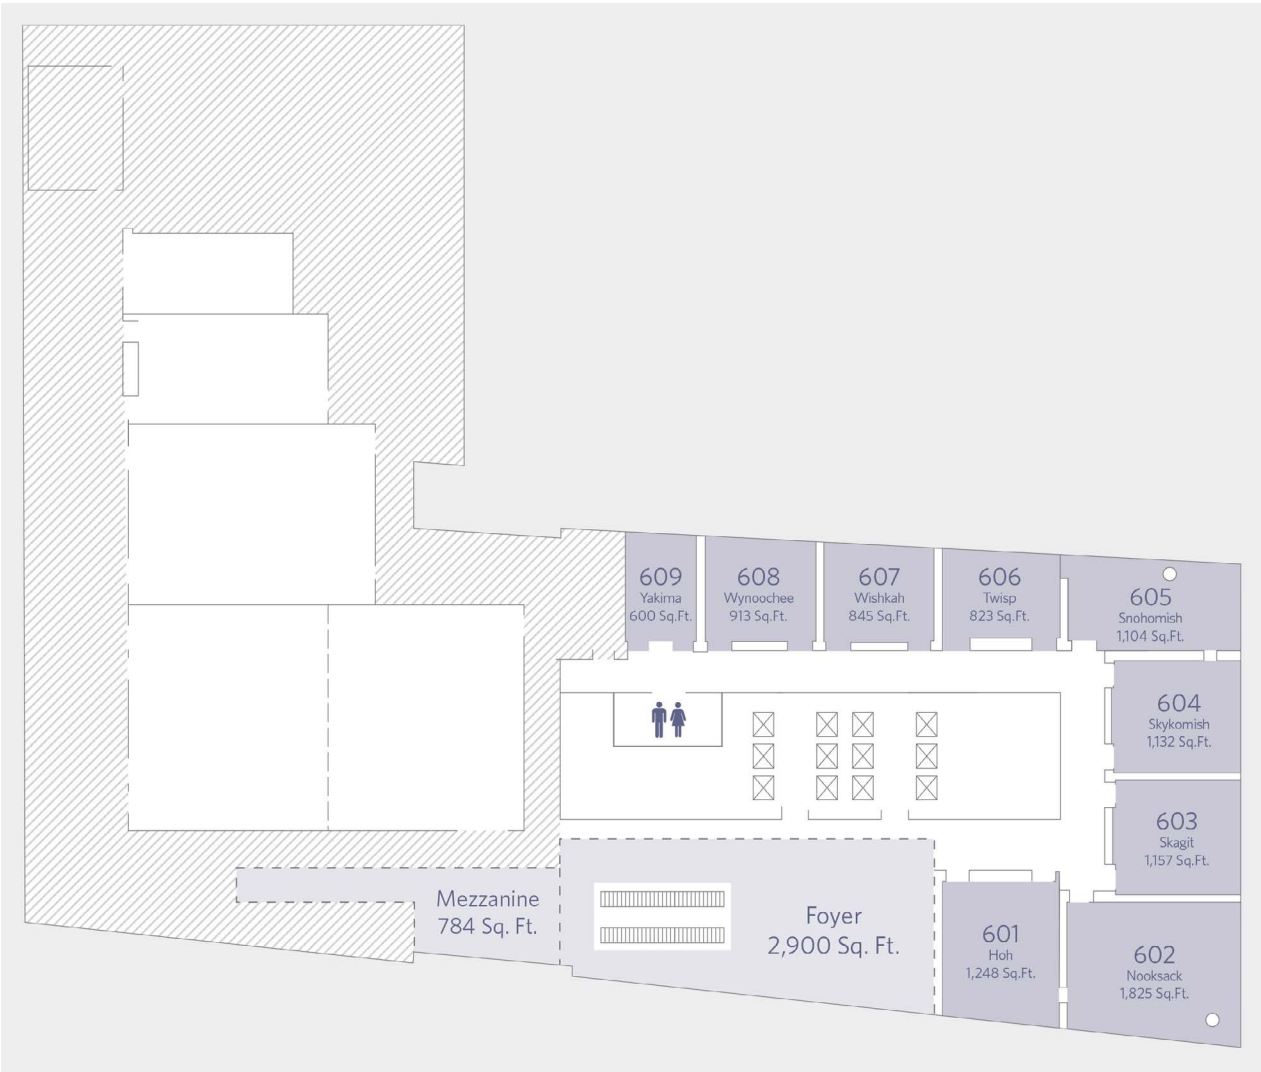 609
Yakima
600 Sq.Ft.
608
Wynoochee
913 Sq.Ft.
607
Wishkah
845 Sq.Ft.
606
Twisp
823 Sq.Ft.
605
Snohomish
1,104 Sq.Ft.
604
Skykomish
1,132 Sq.Ft.
603
Skagit
1,157 Sq.Ft.
Mezzanine
784 Sq. Ft.
Foyer
2,900 Sq. Ft.
601
Hoh
1,248 Sq.Ft.
602
Nooksack
1,825 Sq.Ft.